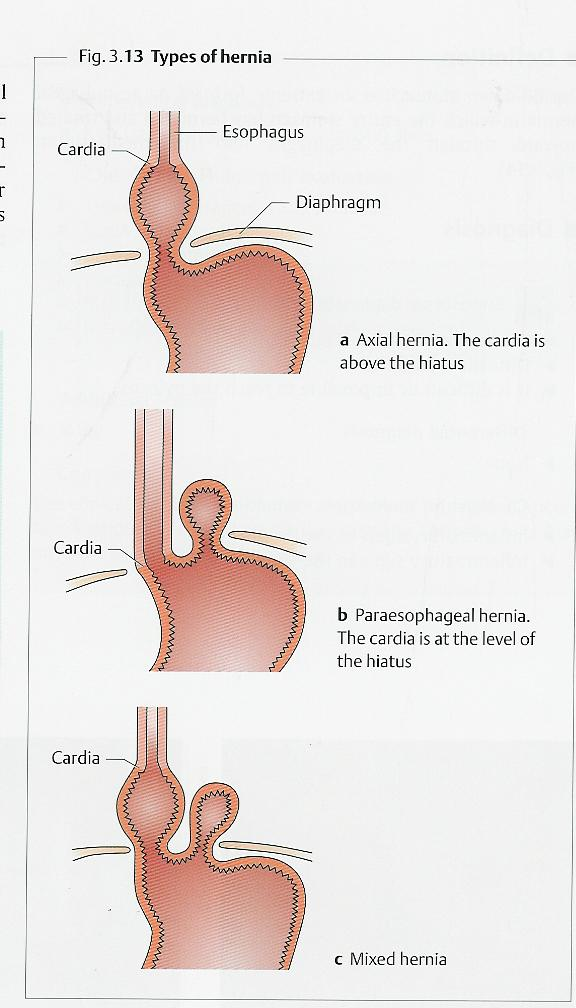 Fig. 3.13 Types of hernia
l
–
n
–
r
s
Esophagus
Cardia
Diaphragm
a Axial hernia. The cardia is
above the hiatus
Cardia
b Paraesophageal hernia.
The cardia is at the level of
the hiatus
Cardia
c Mixed hernia